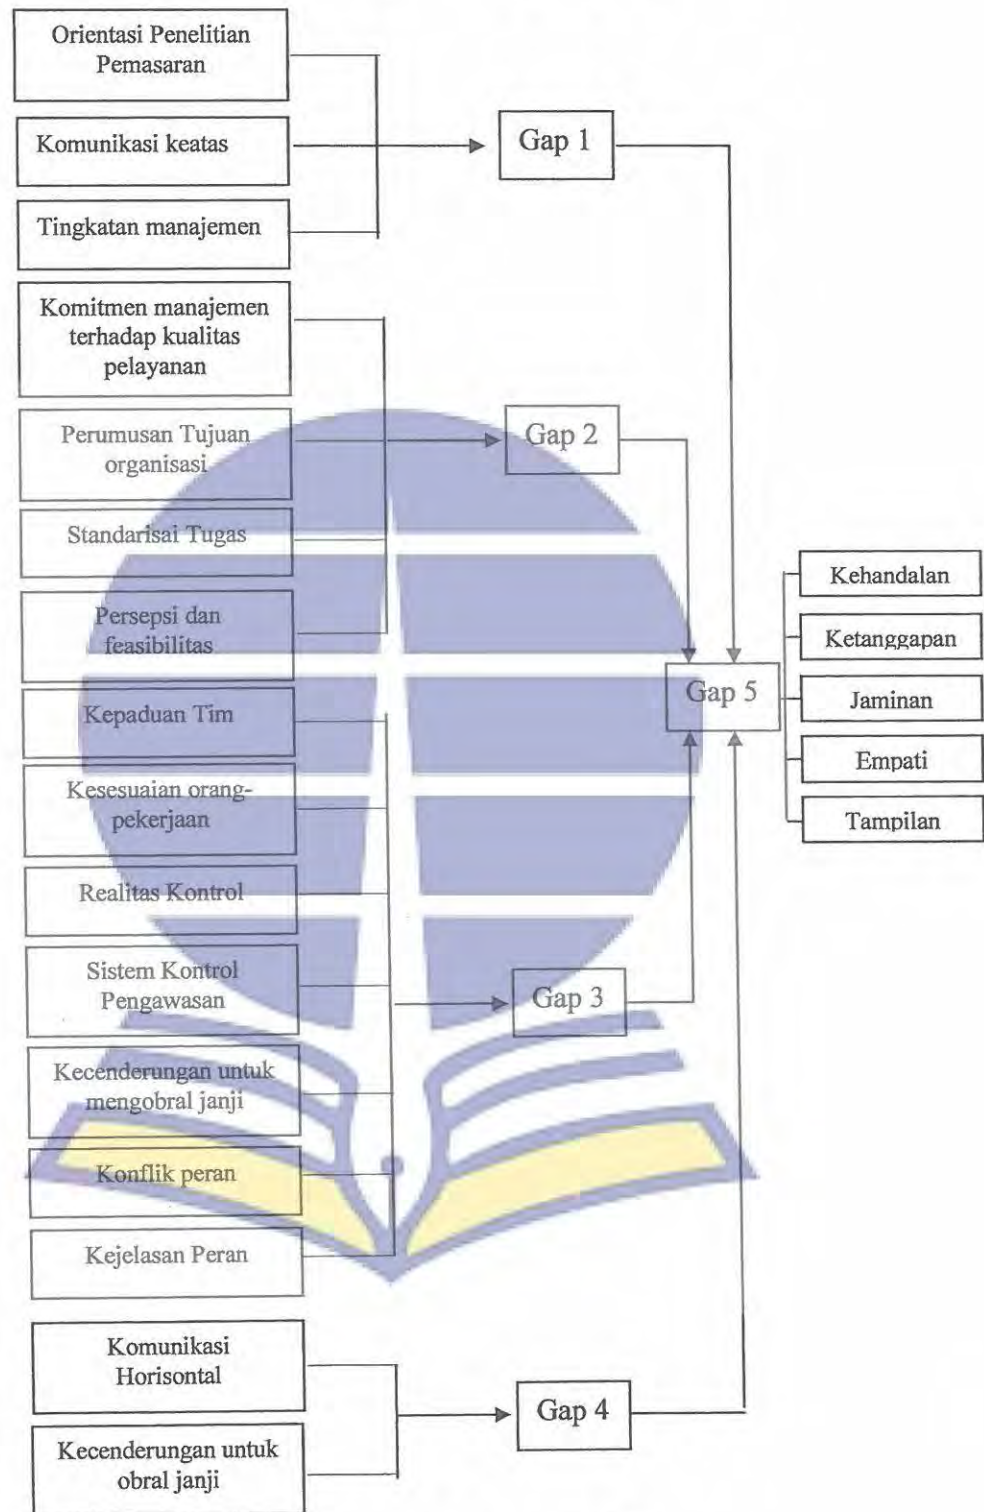 Orientasi Penelitian
Pemasaran
Komunikasi keatas
Tingkatan manajemen
Gap 1
Komitmen manajemen
terhadap kualitas
pelayanan
Perumusan Tujuan
organisasi
Standarisai Tugas
Persepsi dan
feasibilitas
Gap 2
Kepaduan Tim
Kesesuaian orang-
pekerjaan
Realitas Kontrol
Sistem Kontrol
Pengawasan
Kecenderungan untuk
mengobral janji
Konflik peran
Kejelasan Peran
Gap 3
Komunikasi
Horisontal
Kecenderungan untuk
obral janji
Gap 4
Gap 5
Kehandalan
Ketanggapan
Jaminan
Empati
Tampilan